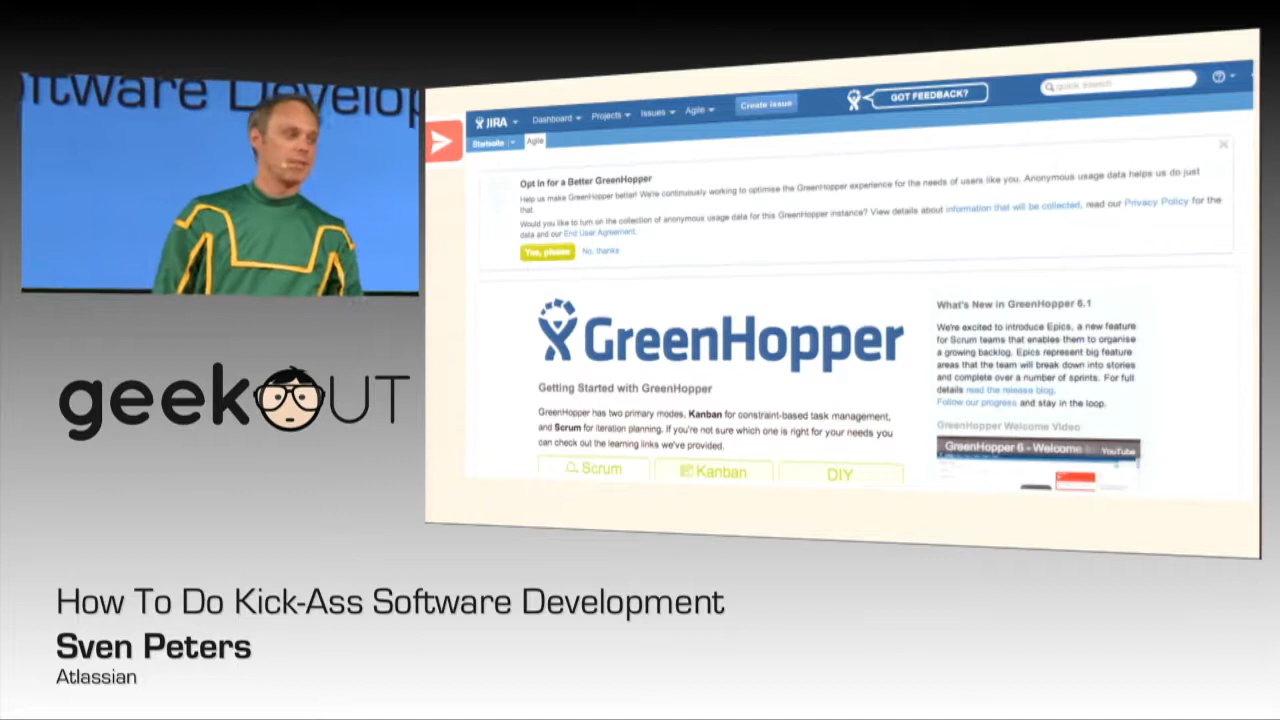 oftware Develop
JIRA Dashboard Projects Issues Agile Create issue GOT FEEDBACK? quick search
Startseite Agile
Opt in for a Better GreenHopper
Help us make GreenHopper better! We're continuously working to optimise the GreenHopper experience for the needs of users like you. Anonymous usage data helps us do just
that.
Would you like to turn on the collection of anonymous usage data for this GreenHopper instance? View details about information that will be collected, read our Privacy Policy for the
data and our End User Agreement.
Yes, please No, thanks
GreenHopper
Getting Started with GreenHopper
GreenHopper has two primary modes, Kanban for constraint-based task management,
and Scrum for iteration planning. If you're not sure which one is right for your needs you
can check out the learning links we've provided.
Scrum Kanban DIY
What's New in GreenHopper 6.1
We're excited to introduce Epics, a new feature
for Scrum teams that enables them to organise
a growing backlog. Epics represent big feature
areas that the team will break down into stories
and complete over a number of sprints. For full
details read the release blog.
Follow our progress and stay in the loop.
GreenHopper Welcome Video
GreenHopper 6 - Welcome YouTube
geekOUT
How To Do Kick-Ass Software Development
Sven Peters
Atlassian